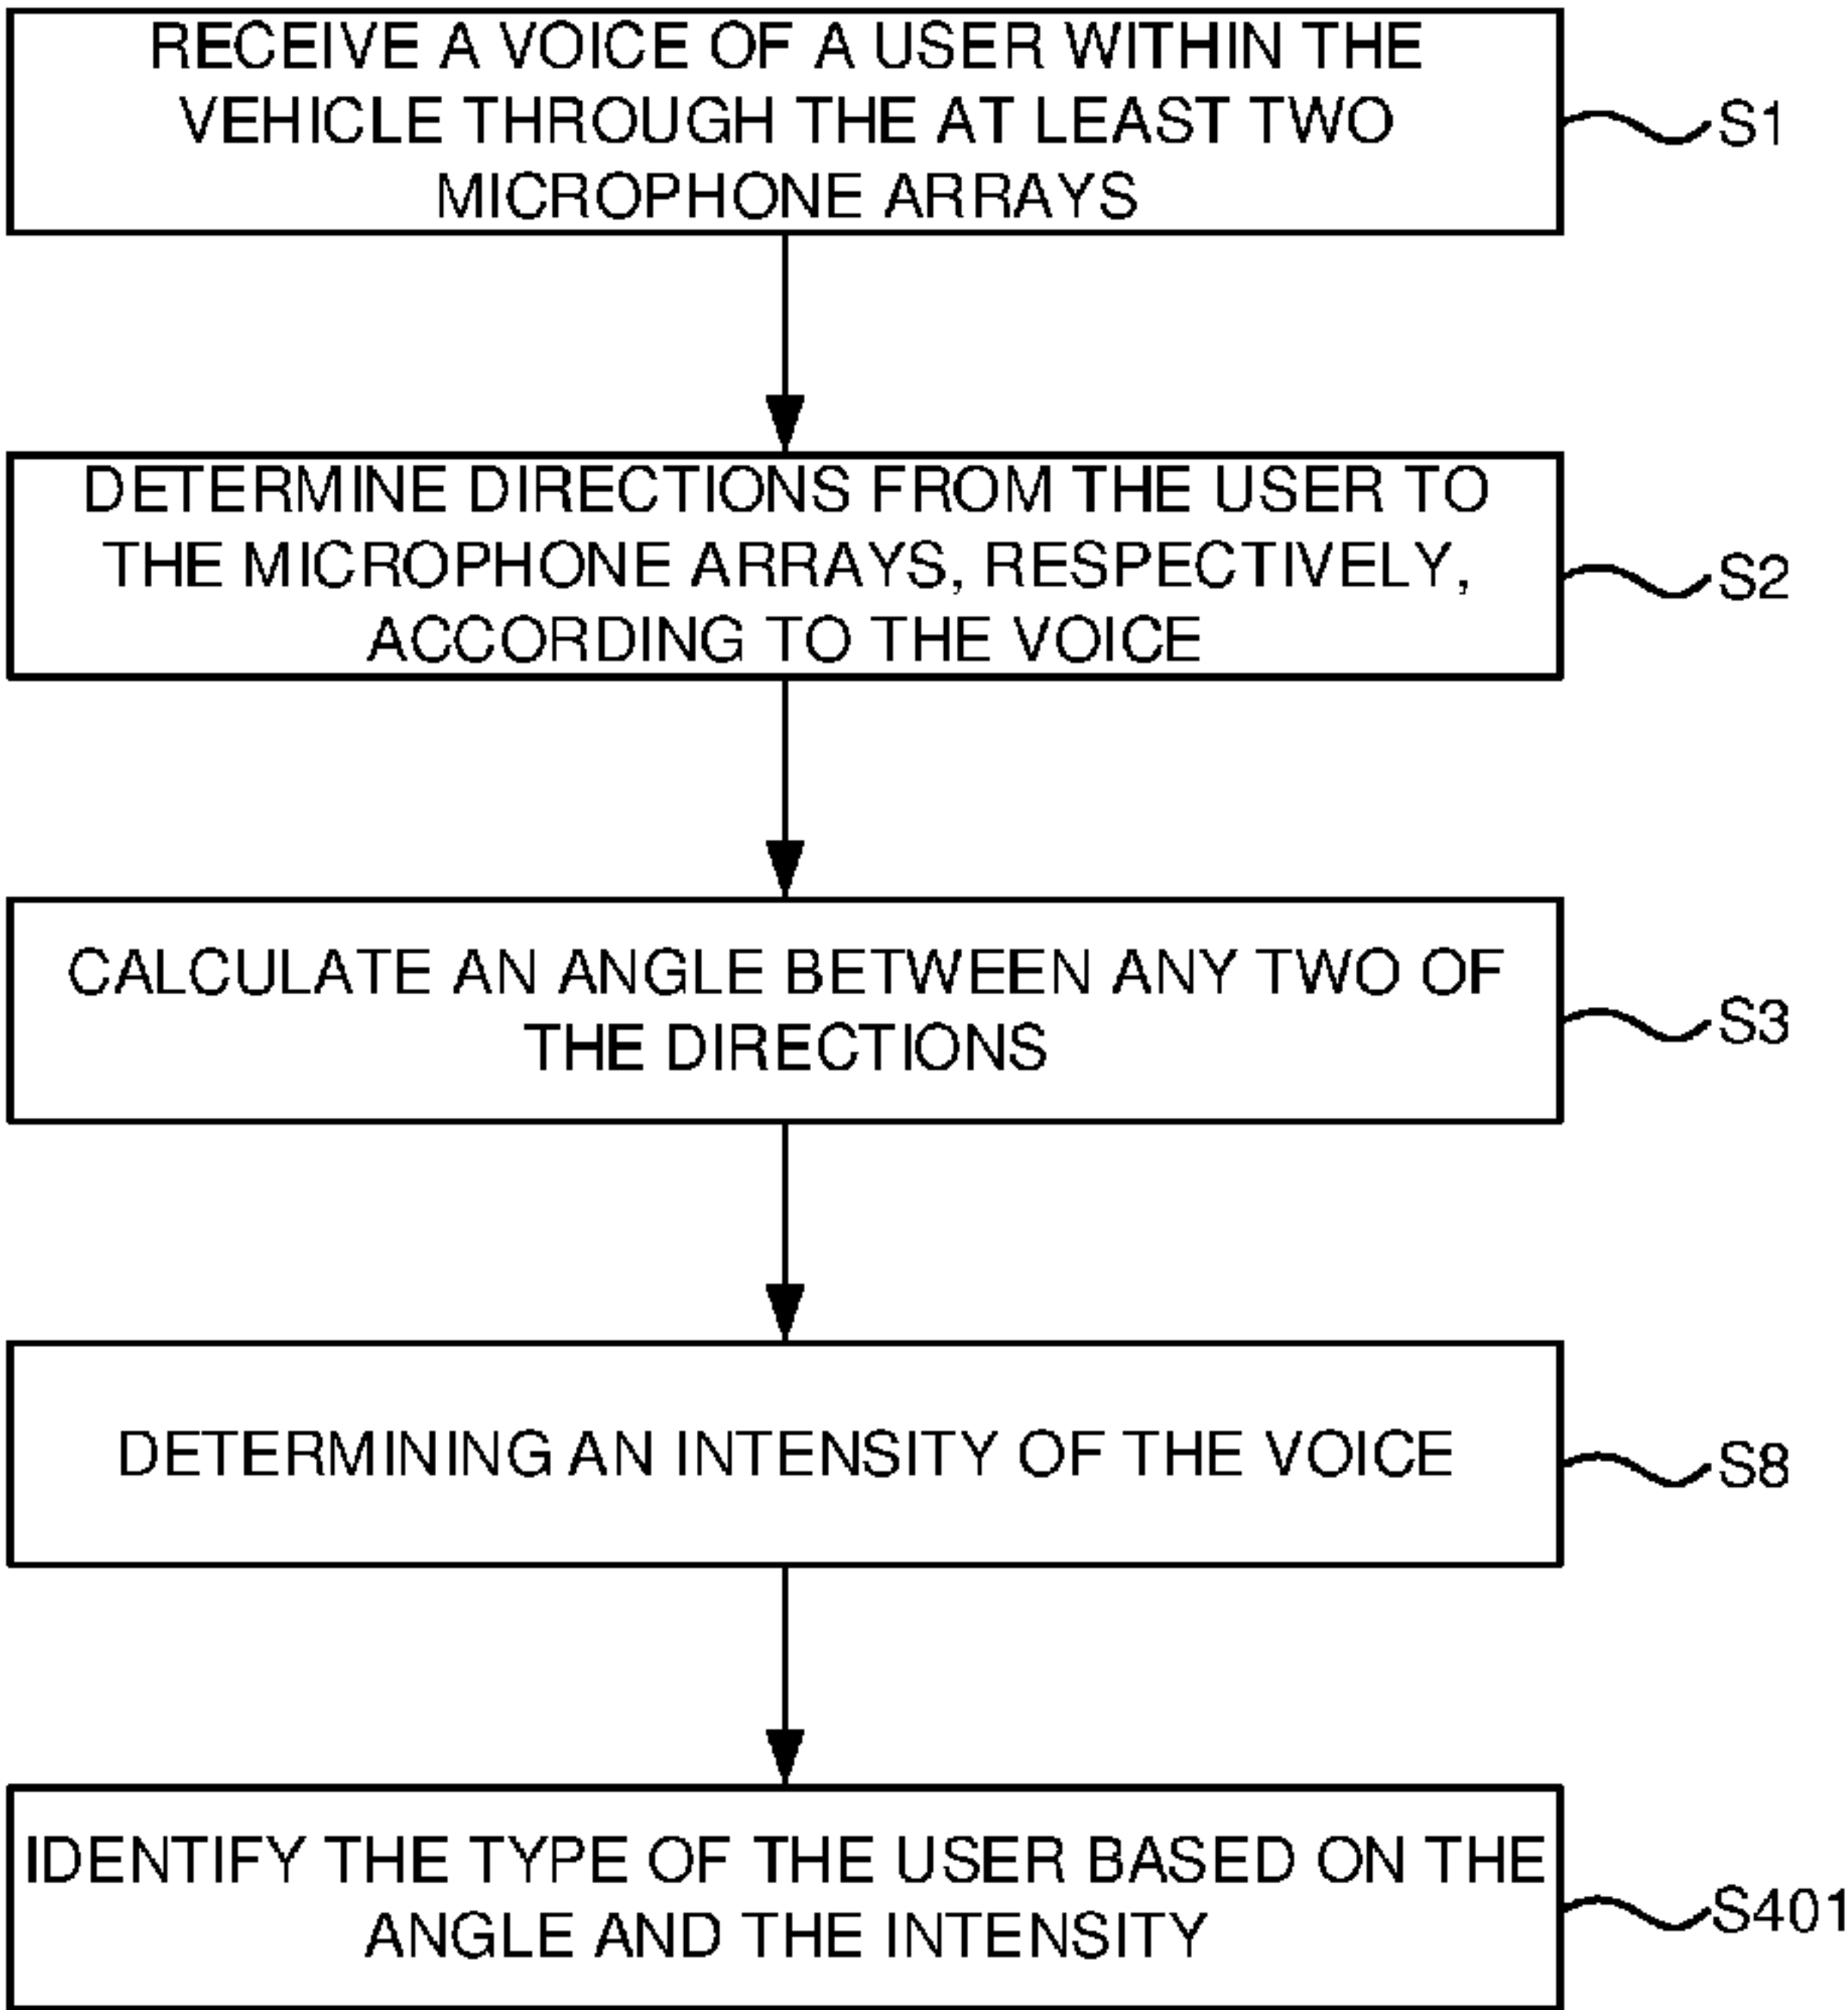 RECEIVE A VOICE OF A USER WITHIN THE
VEHICLE THROUGH THE AT LEAST TWO
MICROPHONE ARRAYS
S1
DETERMINE DIRECTIONS FROM THE USER TO
THE MICROPHONE ARRAYS, RESPECTIVELY,
ACCORDING TO THE VOICE
S2
CALCULATE AN ANGLE BETWEEN ANY TWO OF
THE DIRECTIONS
S3
DETERMINING AN INTENSITY OF THE VOICE
S8
IDENTIFY THE TYPE OF THE USER BASED ON THE
ANGLE AND THE INTENSITY
S401